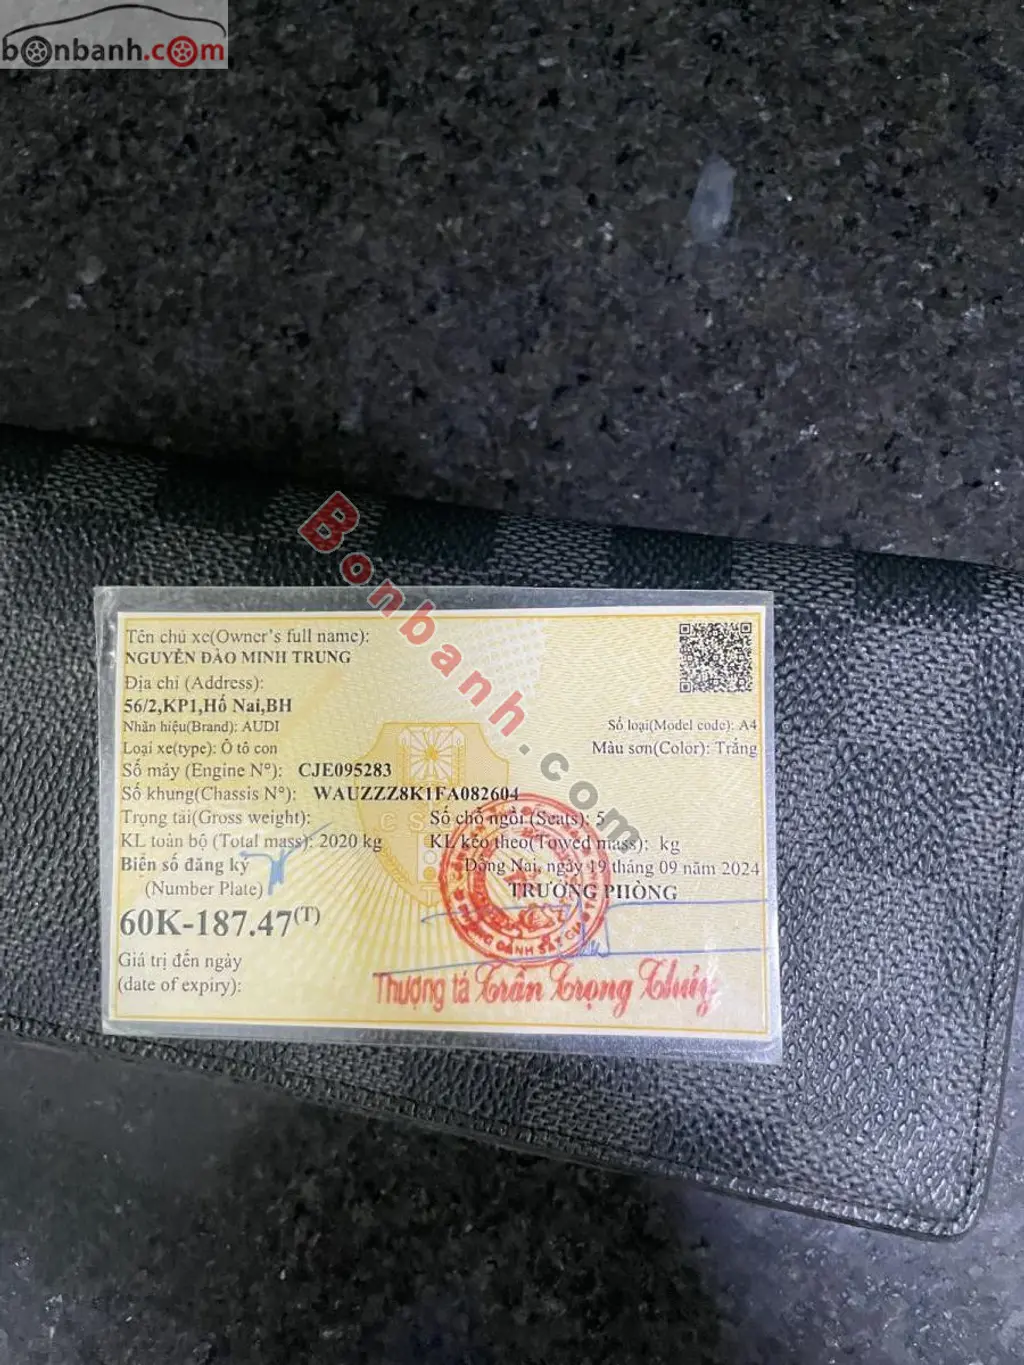 bonbanh.com
Bonbanh.com
Tên chủ xe(Owner's full name):
NGUYỄN ĐÀO MINH TRUNG
Địa chỉ (Address):
56/2,KP1,Hố Nai,BH
Nhãn hiệu(Brand): AUDI Số loại(Model code): A4
Loại xe(type): Ô tô con Màu sơn(Color): Trắng
Số máy (Engine N°): CJE095283
Số khung(Chassis N°): WAUZZZ8K1FA082604
Trọng tải(Gross weight): Số chỗ ngồi (Seats): 5
KL toàn bộ (Total mass): 2020 kg KL kéo theo(Towed mass): kg
Biển số đăng ký Đồng Nai, ngày 19 tháng 09 năm 2024
(Number Plate) TRƯỞNG PHÒNG
60K-187.47(T)
Giá trị đến ngày
(date of expiry):
Thượng tá Trần Trọng Thủy